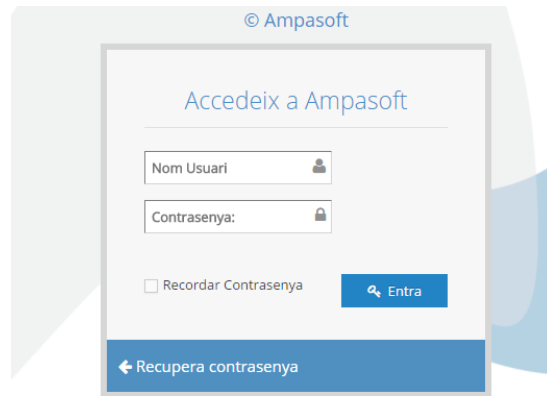 © Ampasoft
Accedeix a Ampasoft
Nom Usuari
Contrasenya:
Recordar Contrasenya
Entra
Recupera contrasenya